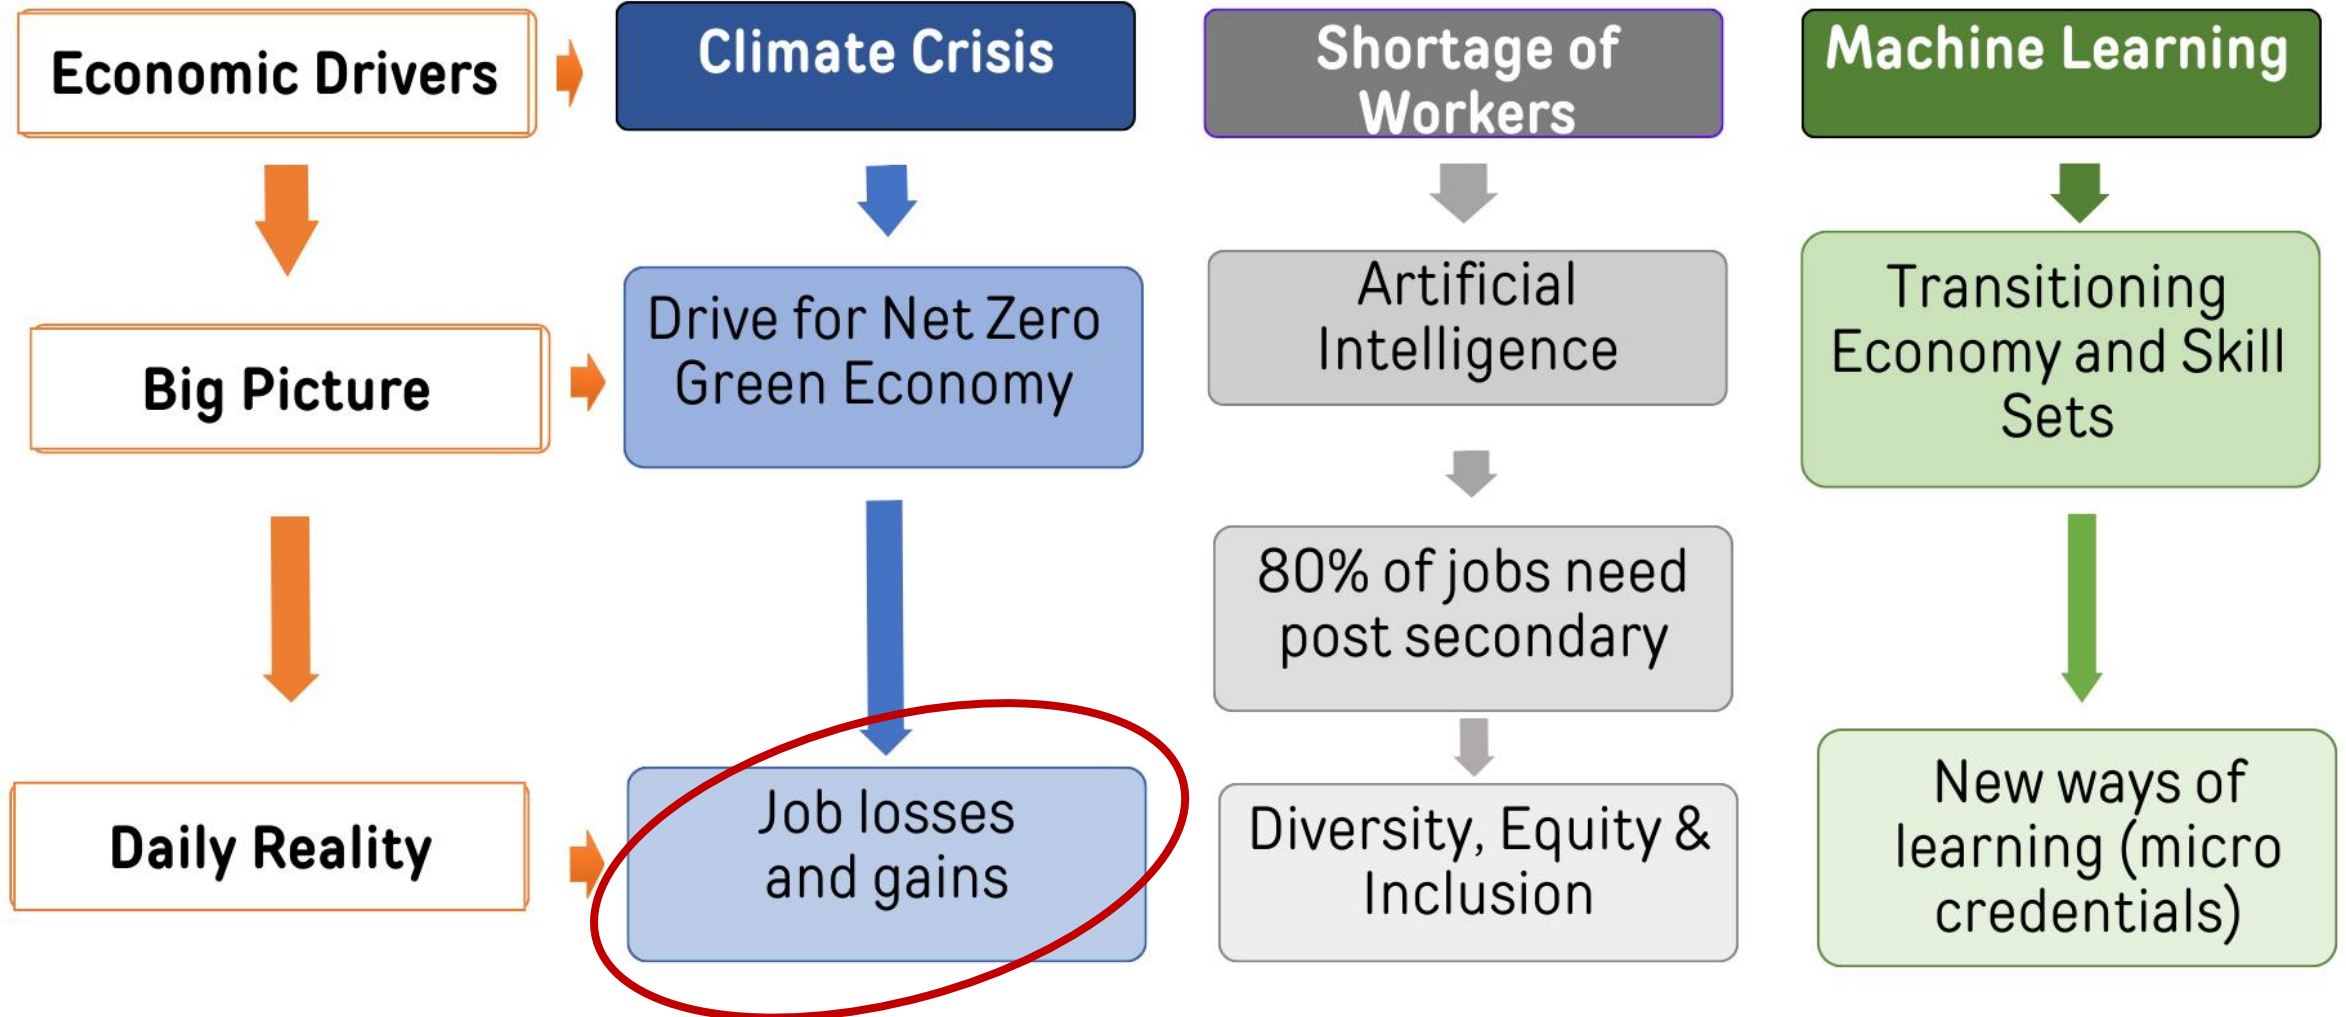 Economic Drivers
Climate Crisis
Shortage of
Workers
Machine Learning
Big Picture
Drive for Net Zero
Green Economy
Artificial
Intelligence
Transitioning
Economy and Skill
Sets
80% of jobs need
post secondary
Daily Reality
Job losses
and gains
Diversity, Equity &
Inclusion
New ways of
learning (micro
credentials)